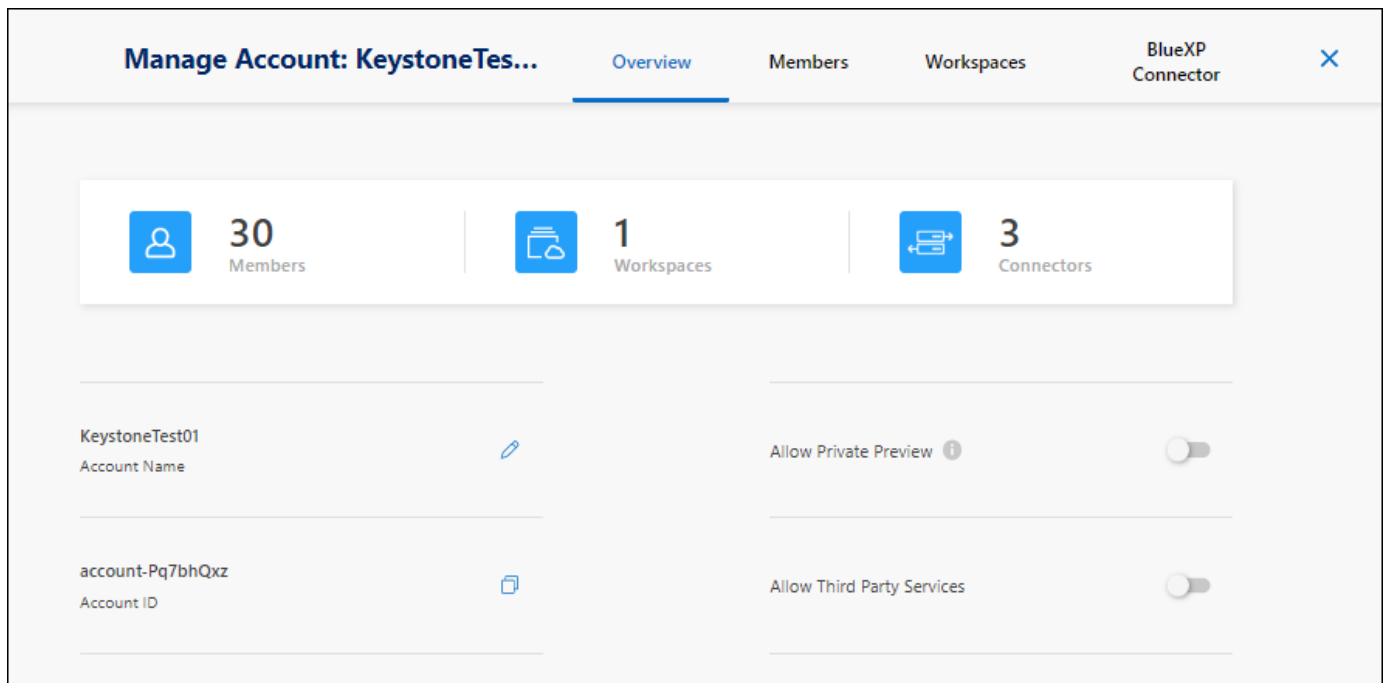 Manage Account: KeystoneTes...
Overview
Members
Workspaces
BlueXP
Connector
30
Members
1
Workspaces
3
Connectors
KeystoneTest01
Account Name
Allow Private Preview
account-Pq7bhQxz
Account ID
Allow Third Party Services